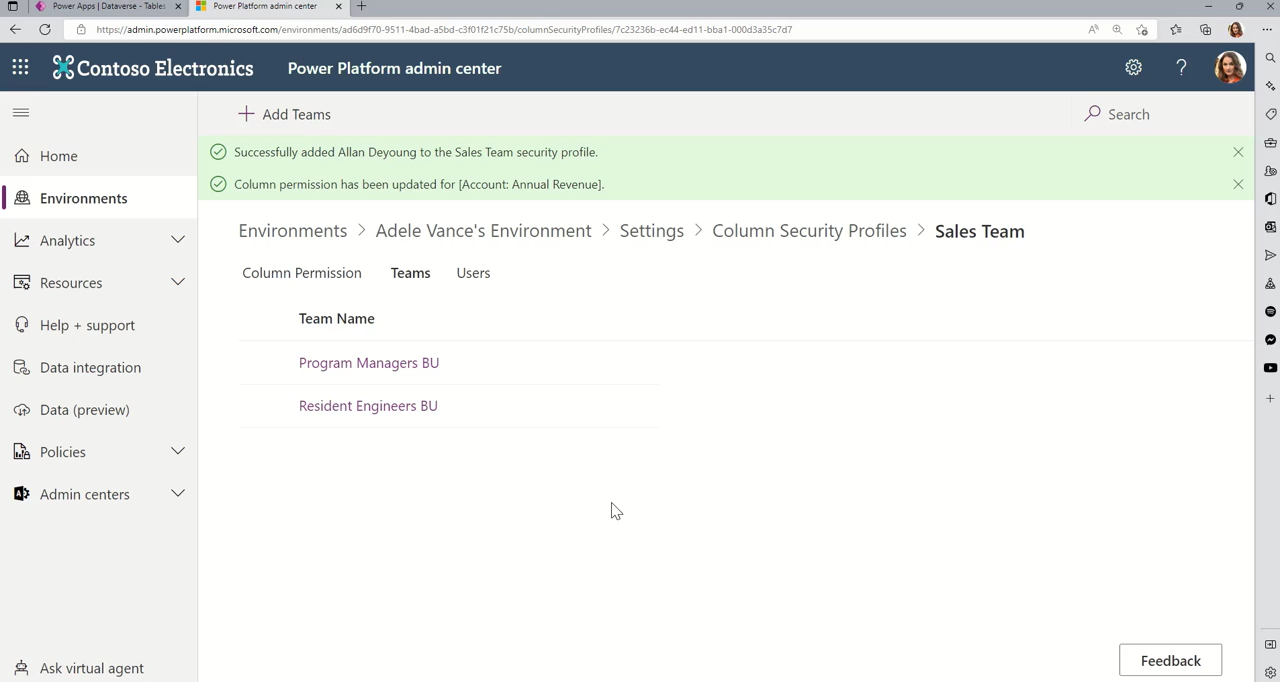 Power Apps | Dataverse - Tables
Power Platform admin center
https://admin.powerplatform.microsoft.com/environments/ad6d9f70-9511-4bad-a5bd-c3f01f21c75b/columnSecurityProfiles/7c23236b-ec44-ed11-bba1-000d3a35c7d7
Contoso Electronics
Power Platform admin center
Add Teams
Search
Home
Environments
Analytics
Resources
Help + support
Data integration
Data (preview)
Policies
Admin centers
Ask virtual agent
Successfully added Allan Deyoung to the Sales Team security profile.
Column permission has been updated for [Account: Annual Revenue].
Environments > Adele Vance's Environment > Settings > Column Security Profiles > Sales Team
Column Permission Teams Users
Team Name
Program Managers BU
Resident Engineers BU
Feedback